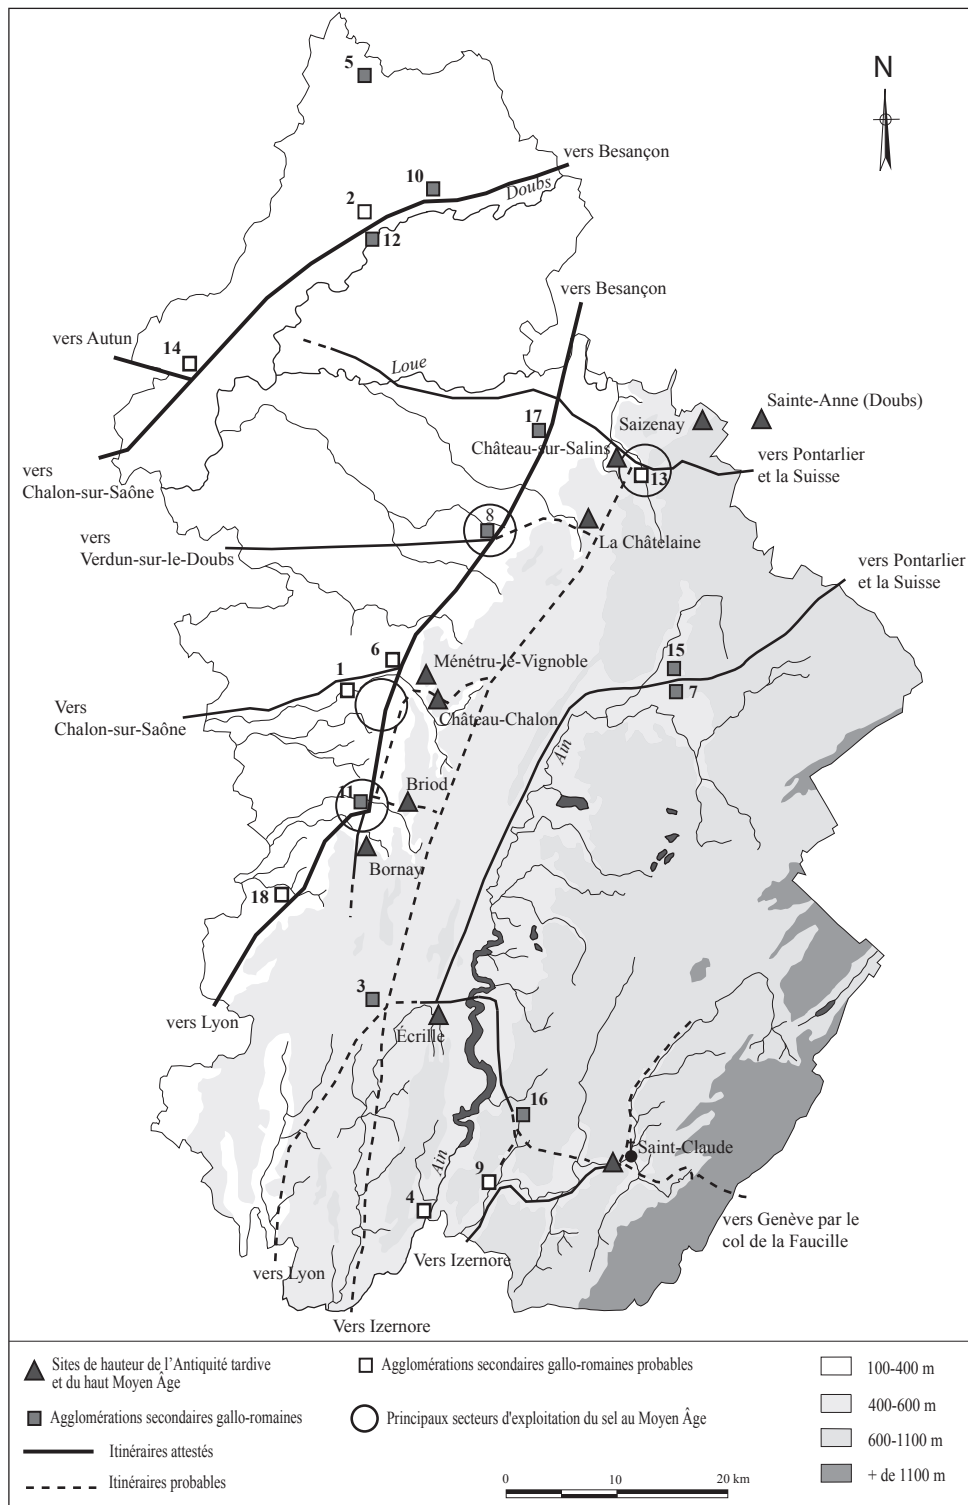 5
N
vers Besançon
10
Doubs
2
12
vers Besançon
vers Autun
14
Loue
Sainte-Anne (Doubs)
Saizenay
17
Château-sur-Salins
vers
Chalon-sur-Saône
vers Pontarlier
et la Suisse
13
8
vers
Verdun-sur-le-Doubs
La Châtelaine
vers Pontarlier
et la Suisse
6
Ménétru-le-Vignoble
15
1
7
Vers
Chalon-sur-Saône
Château-Chalon
Ain
Briod
11
Bornay
18
3
vers Lyon
Écrille
16
Saint-Claude
Ain
9
4
vers Genève par le
col de la Faucille
Vers Izernore
vers Lyon
Vers Izernore
Sites de hauteur de l'Antiquité tardive
et du haut Moyen Âge
Agglomérations secondaires gallo-romaines probables
100-400 m
Agglomérations secondaires gallo-romaines
Principaux secteurs d'exploitation du sel au Moyen Âge
400-600 m
Itinéraires attestés
600-1100 m
Itinéraires probables
+ de 1100 m
0 10 20 km